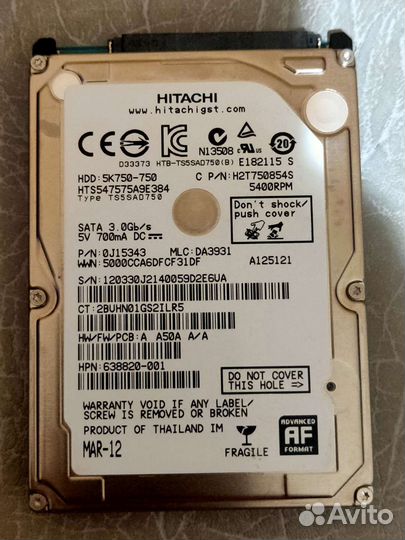 HITACHI
www.hitachigst.com
N13508
D33373 HTB-TS5SAD750(B) E182115 S
HDD: 5K750-750
C P/N: H2T750854S
HTS547575A9E384
5400RPM
TYPE TS5SAD750
Don't shock/
push cover
SATA 3.0Gb/s
5V 700mA DC
P/N: 0J15343 MLC: DA3931
WWN: 5000CCA6DFCF31DF A125121
S/N: 120330J2140059D2E6UA
CT: 2BUHN01GS2ILR5
HW/FW/PCB: A A50A A/A
HPN: 638820-001
DO NOT COVER
THIS HOLE =>
WARRANTY VOID IF ANY LABEL/
SCREW IS REMOVED OR BROKEN
PRODUCT OF THAILAND IM
MAR-12
FRAGILE
ADVANCED
AF
FORMAT
Avito